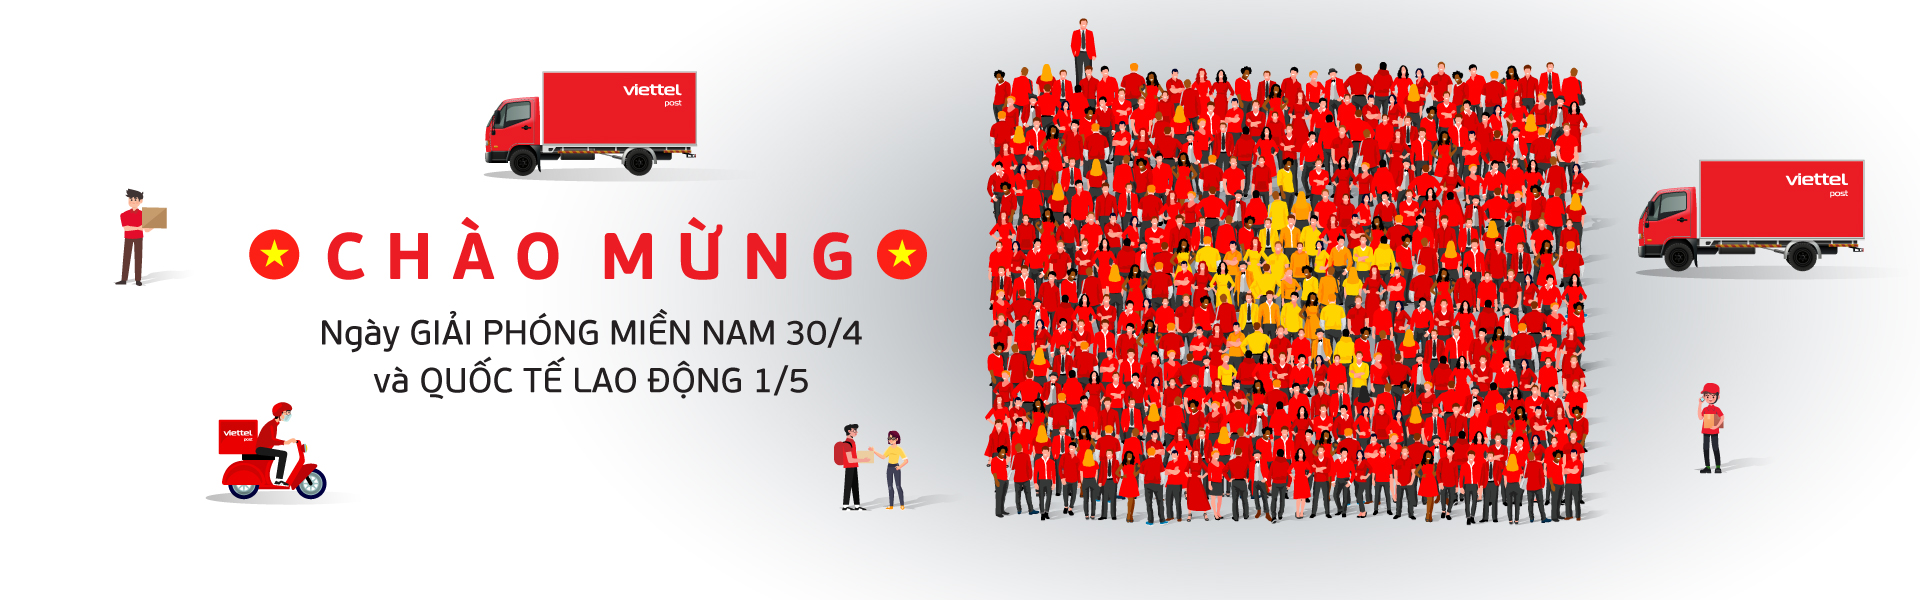 viettel
post
viettel
post
CHÀO MỪNG
Ngày GIẢI PHÓNG MIỀN NAM 30/4
và QUỐC TẾ LAO ĐỘNG 1/5
viettel
post